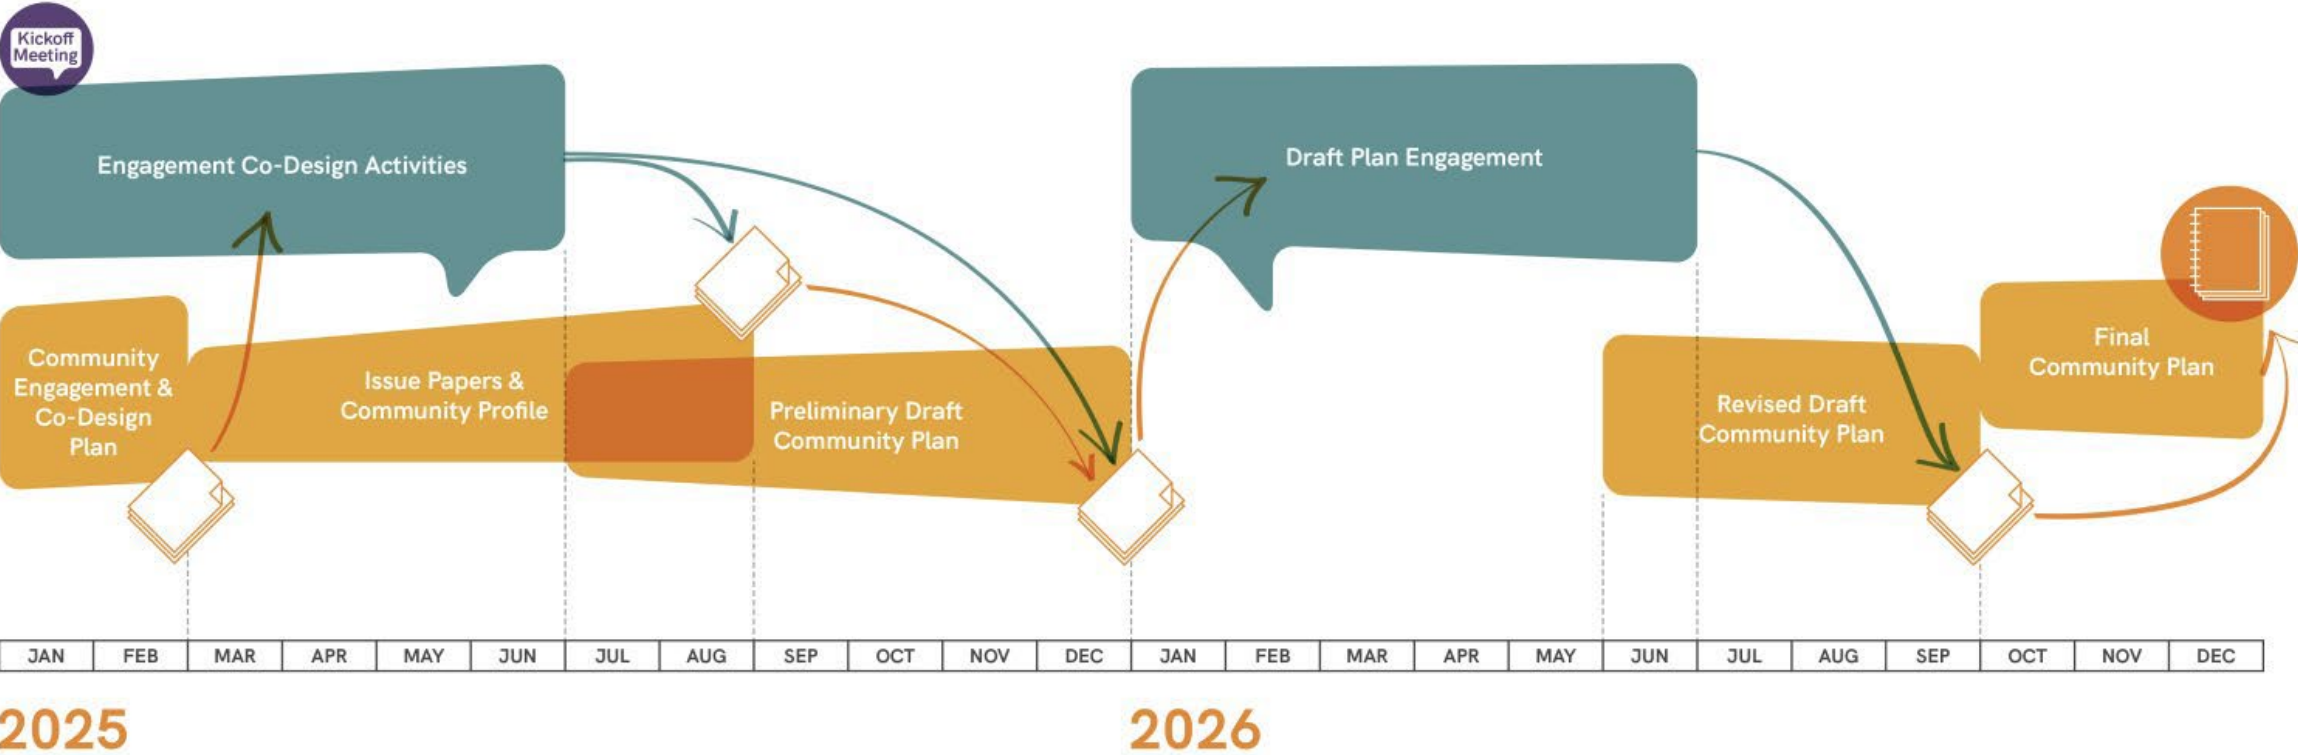 Kickoff
Meeting
Engagement Co-Design Activities
Draft Plan Engagement
Community
Engagement &
Co-Design
Plan
Issue Papers &
Community Profile
Preliminary Draft
Community Plan
Revised Draft
Community Plan
Final
Community Plan
JAN FEB MAR APR MAY JUN JUL AUG SEP OCT NOV DEC JAN FEB MAR APR MAY JUN JUL AUG SEP OCT NOV DEC
2025 2026